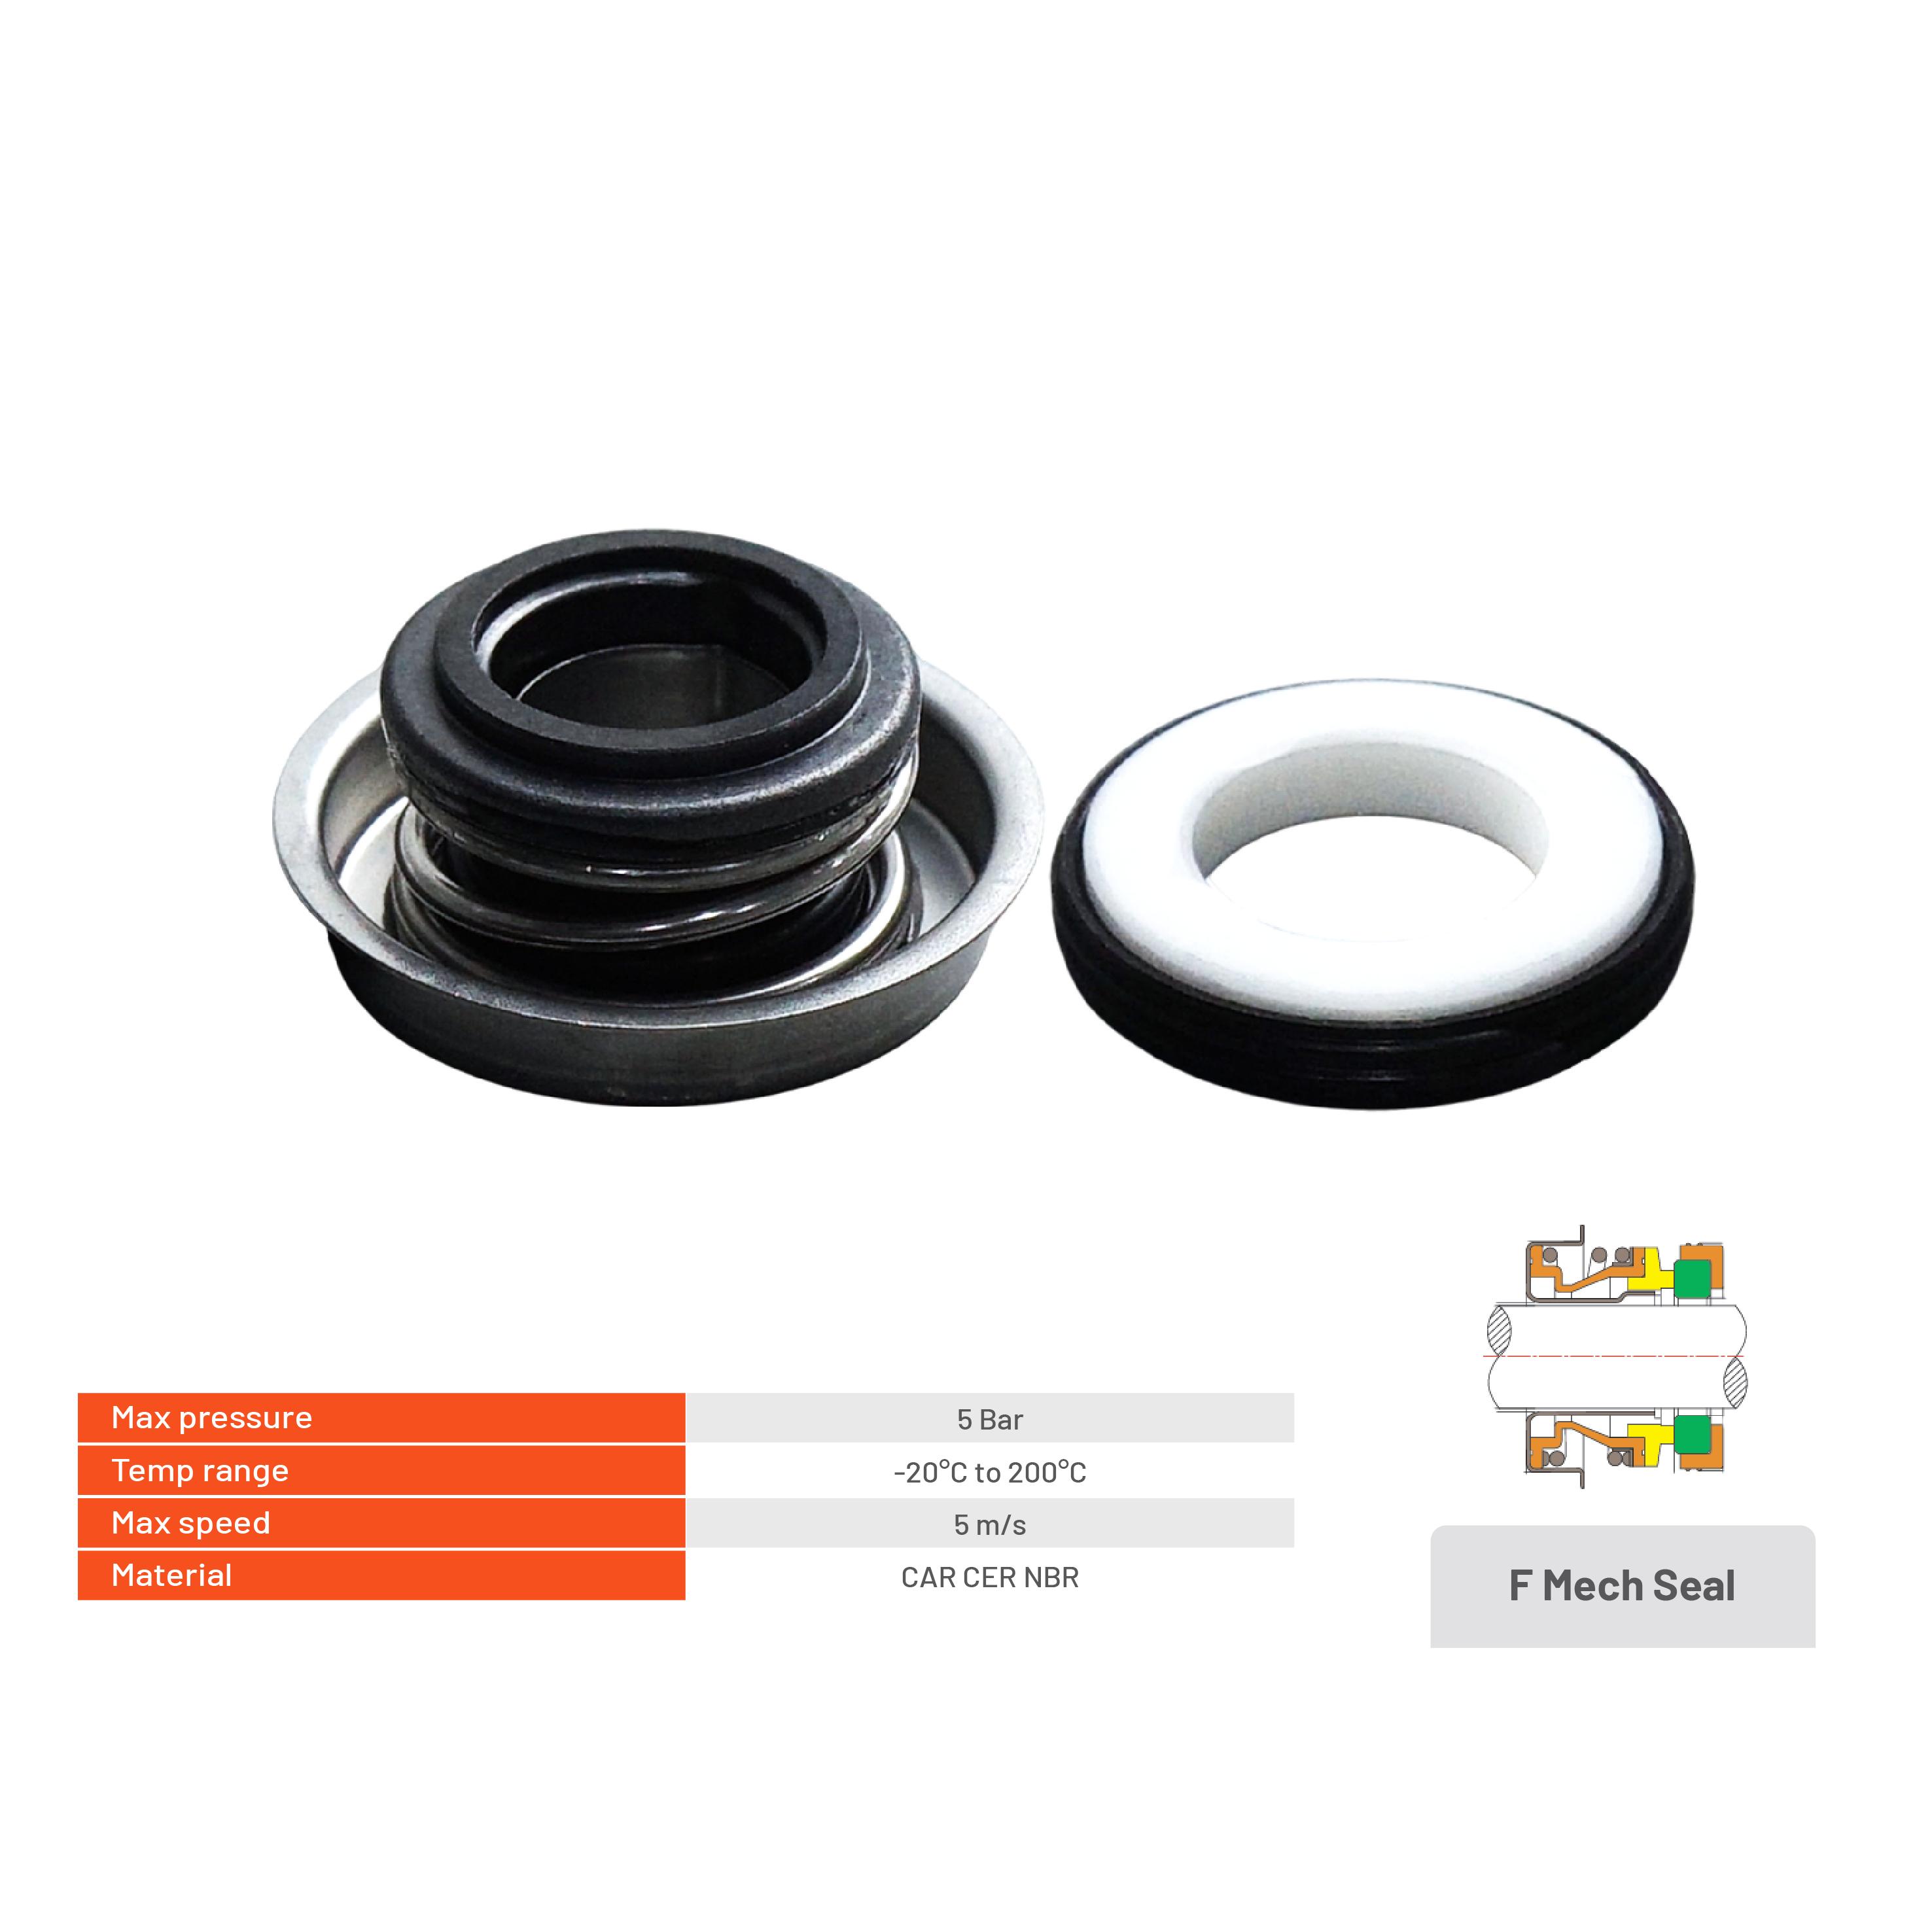 Max pressure 5 Bar
Temp range -20°C to 200°C
Max speed 5 m/s
Material CAR CER NBR
F Mech Seal